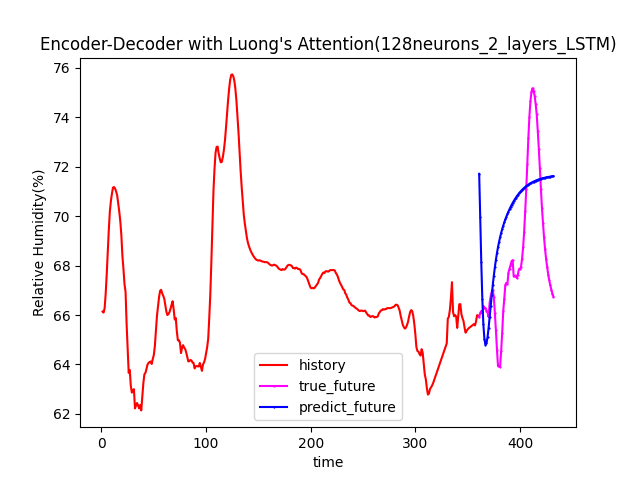 Encoder-Decoder with Luong's Attention(128neurons_2_layers_LSTM)
76
74
72
70
68
66
64
62
Relative Humidity(%)
history
true_future
predict_future
0
100
200
300
400
time